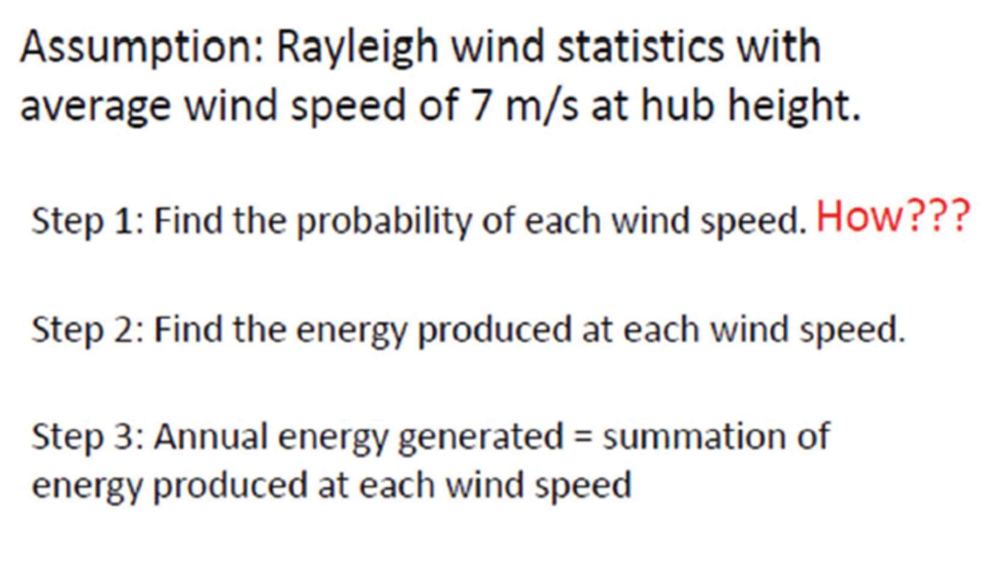 Assumption: Rayleigh wind statistics with
average wind speed of 7 m/s at hub height.
Step 1: Find the probability of each wind speed. How???
Step 2: Find the energy produced at each wind speed.
Step 3: Annual energy generated = summation of
energy produced at each wind speed